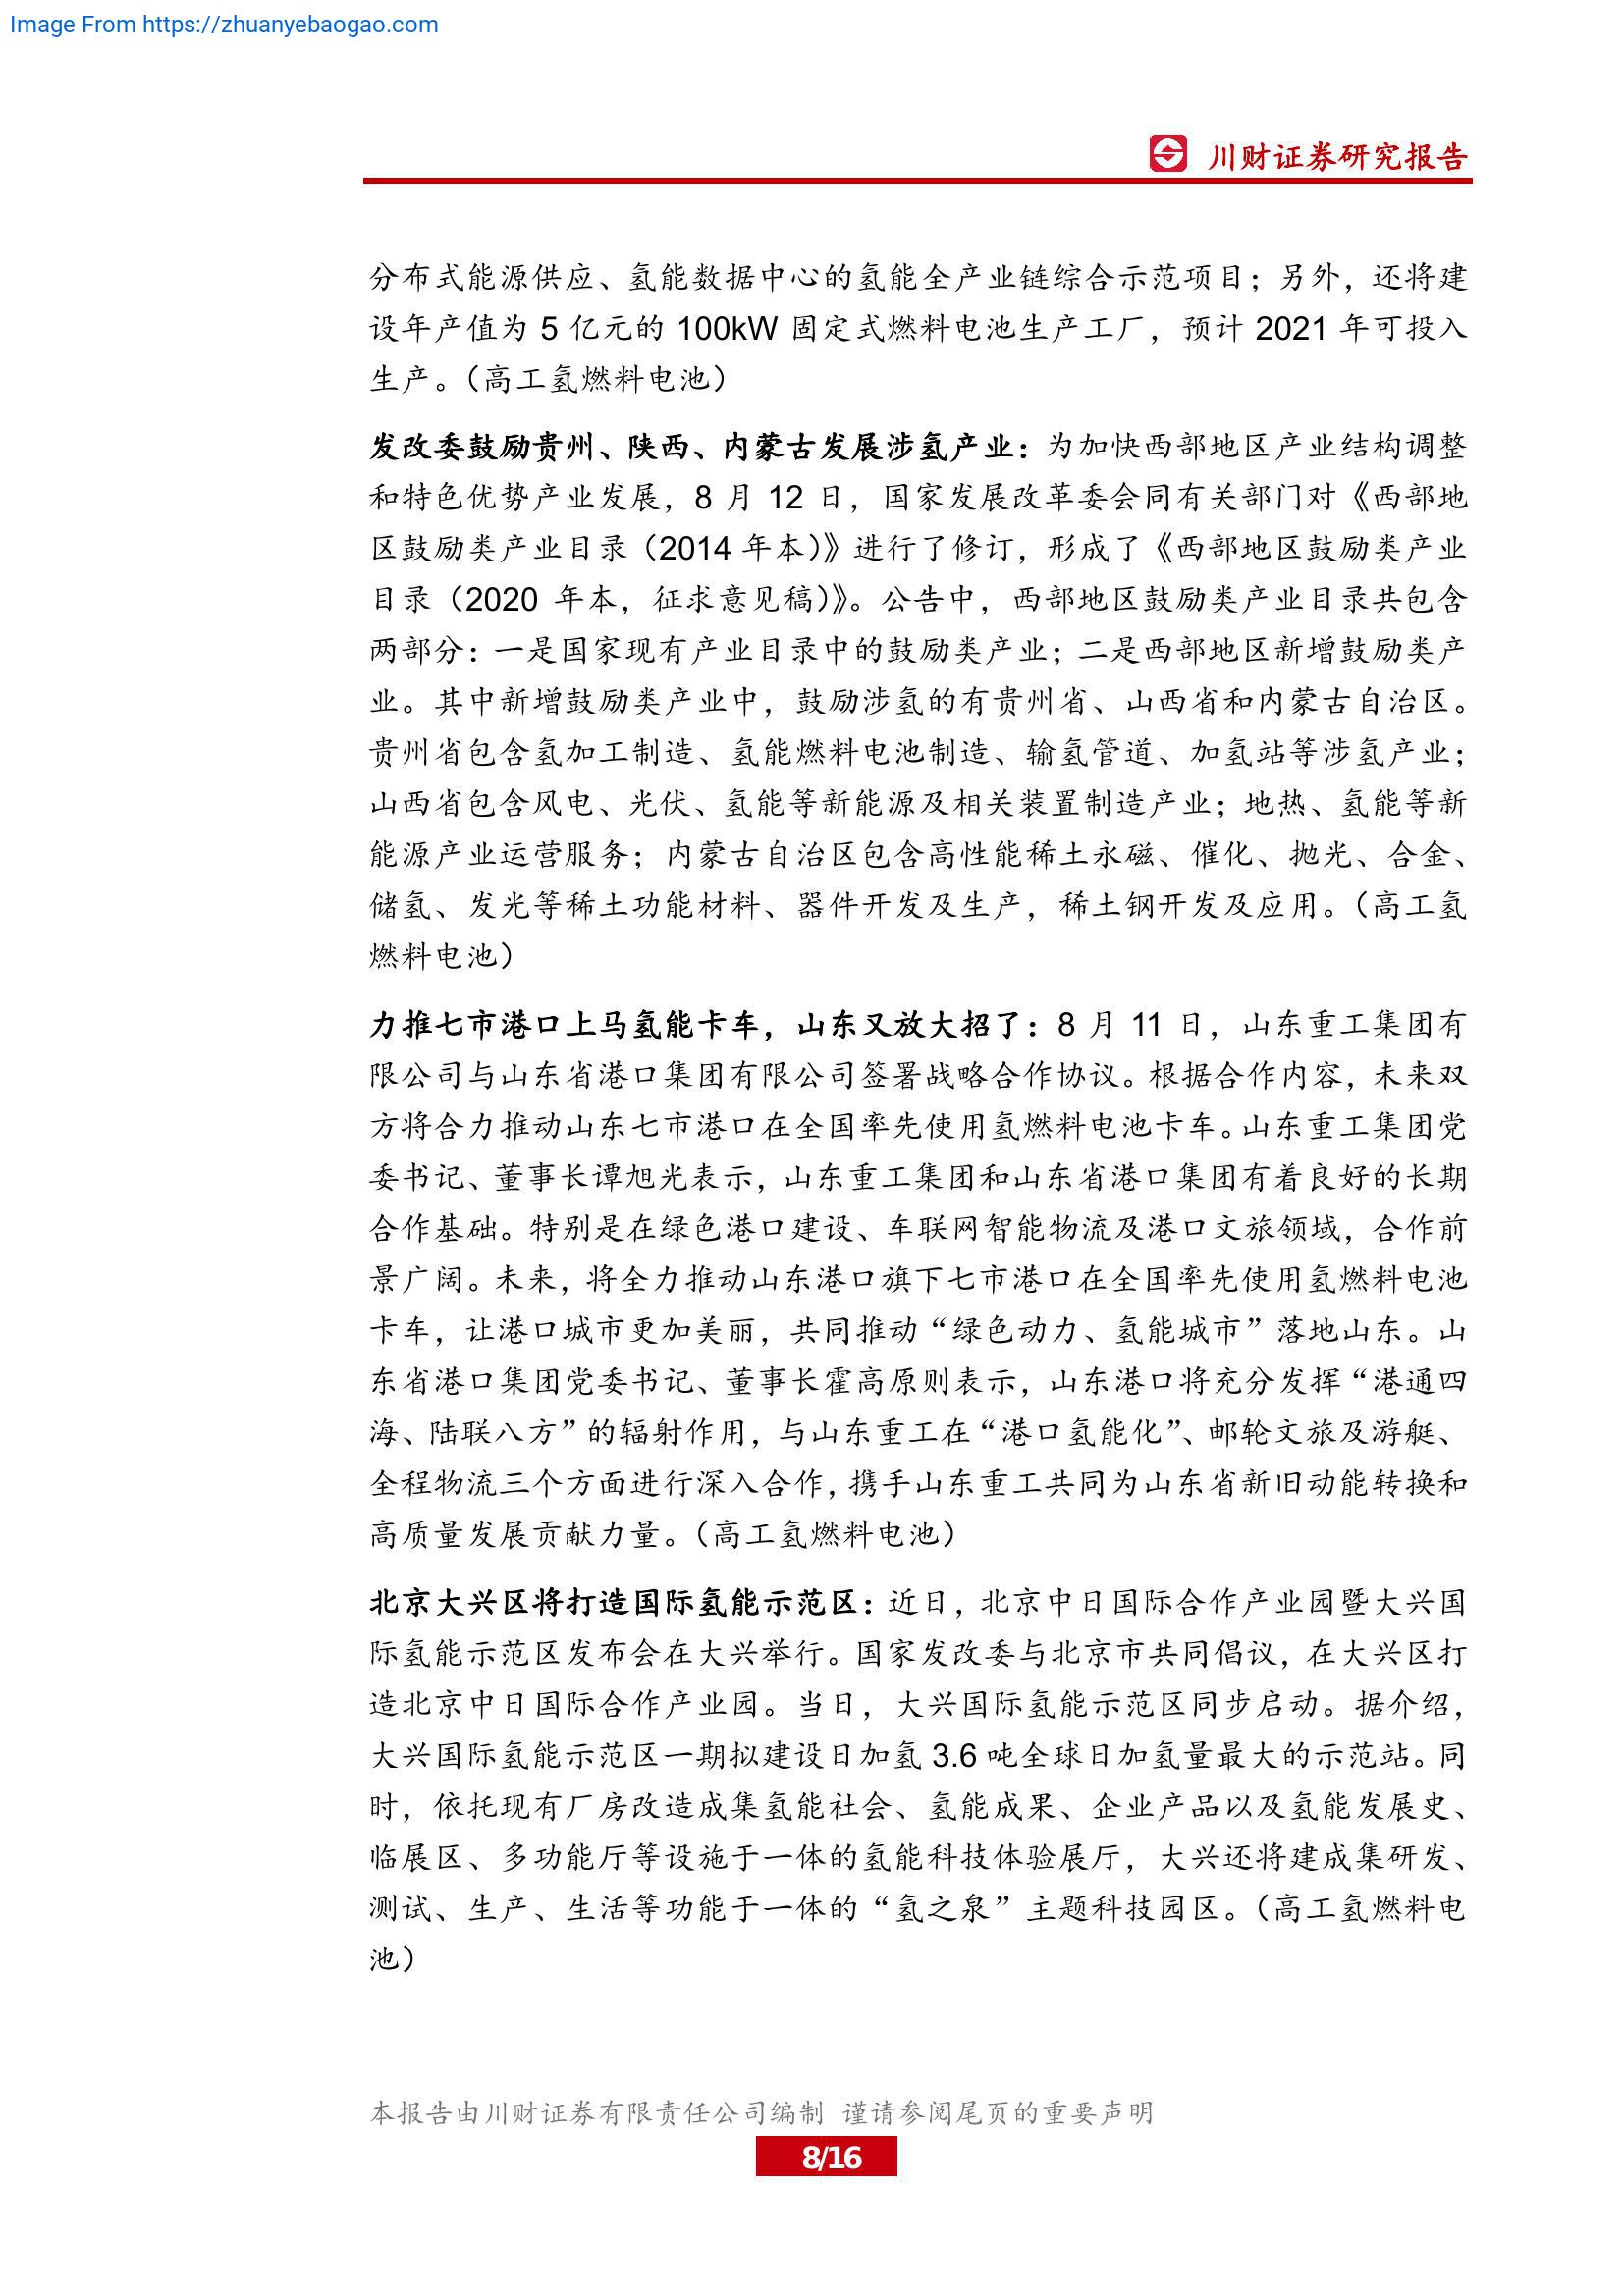 Image From https://zhuanyebaogao.com
川财证券研究报告
分布式能源供应、氢能数据中心的氢能全产业链综合示范项目；另外，还将建
设年产值为 5 亿元的 100kW 固定式燃料电池生产工厂，预计 2021 年可投入
生产。（高工氢燃料电池）
发改委鼓励贵州、陕西、内蒙古发展涉氢产业：为加快西部地区产业结构调整
和特色优势产业发展，8 月 12 日，国家发展改革委会同有关部门对《西部地
区鼓励类产业目录（2014 年本）》进行了修订，形成了《西部地区鼓励类产业
目录（2020 年本，征求意见稿）》。公告中，西部地区鼓励类产业目录共包含
两部分：一是国家现有产业目录中的鼓励类产业；二是西部地区新增鼓励类产
业。其中新增鼓励类产业中，鼓励涉氢的有贵州省、山西省和内蒙古自治区。
贵州省包含氢加工制造、氢能燃料电池制造、输氢管道、加氢站等涉氢产业；
山西省包含风电、光伏、氢能等新能源及相关装置制造产业；地热、氢能等新
能源产业运营服务；内蒙古自治区包含高性能稀土永磁、催化、抛光、合金、
储氢、发光等稀土功能材料、器件开发及生产，稀土钢开发及应用。（高工氢
燃料电池）
力推七市港口上马氢能卡车，山东又放大招了：8 月 11 日，山东重工集团有
限公司与山东省港口集团有限公司签署战略合作协议。根据合作内容，未来双
方将合力推动山东七市港口在全国率先使用氢燃料电池卡车。山东重工集团党
委书记、董事长谭旭光表示，山东重工集团和山东省港口集团有着良好的长期
合作基础。特别是在绿色港口建设、车联网智能物流及港口文旅领域，合作前
景广阔。未来，将全力推动山东港口旗下七市港口在全国率先使用氢燃料电池
卡车，让港口城市更加美丽，共同推动“绿色动力、氢能城市”落地山东。山
东省港口集团党委书记、董事长霍高原则表示，山东港口将充分发挥“港通四
海、陆联八方”的辐射作用，与山东重工在“港口氢能化”、邮轮文旅及游艇、
全程物流三个方面进行深入合作，携手山东重工共同为山东省新旧动能转换和
高质量发展贡献力量。（高工氢燃料电池）
北京大兴区将打造国际氢能示范区：近日，北京中日国际合作产业园暨大兴国
际氢能示范区发布会在大兴举行。国家发改委与北京市共同倡议，在大兴区打
造北京中日国际合作产业园。当日，大兴国际氢能示范区同步启动。据介绍，
大兴国际氢能示范区一期拟建设日加氢 3.6 吨全球日加氢量最大的示范站。同
时，依托现有厂房改造成集氢能社会、氢能成果、企业产品以及氢能发展史、
临展区、多功能厅等设施于一体的氢能科技体验展厅，大兴还将建成集研发、
测试、生产、生活等功能于一体的“氢之泉”主题科技园区。（高工氢燃料电
池）
本报告由川财证券有限责任公司编制 谨请参阅尾页的重要声明
8/16